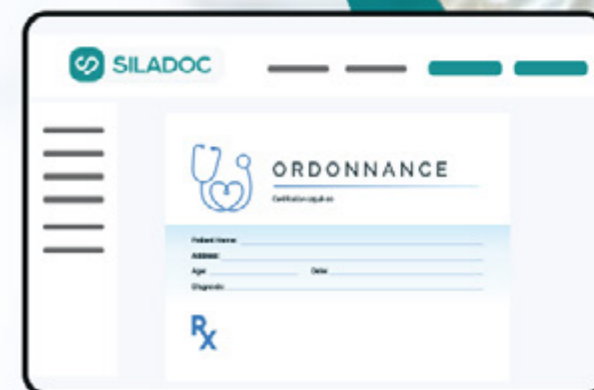 SILADOC
ORDONNANCE
Patient Name:
Address:
Age: Date:
Diagnosis:
Rx